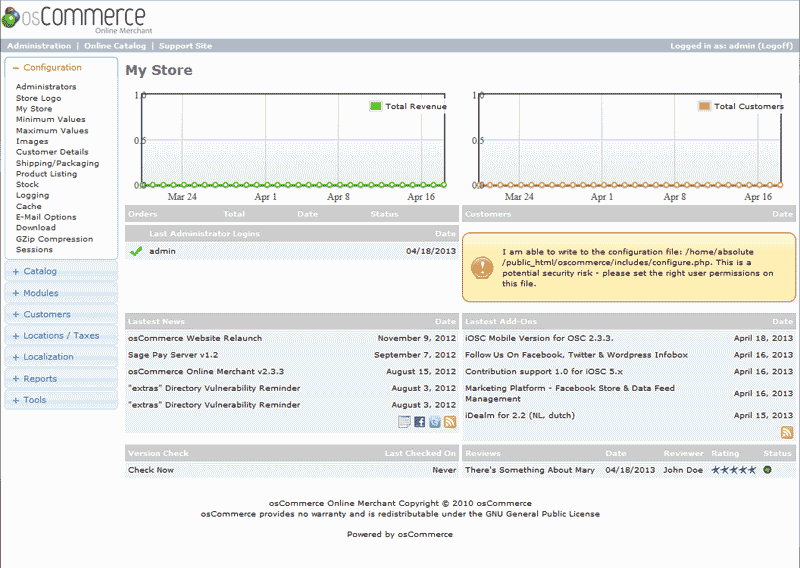 osCommerce
Online Merchant
Administration | Online Catalog | Support Site
Logged in as: admin (Logoff)
− Configuration
Administrators
Store Logo
My Store
Minimum Values
Maximum Values
Images
Customer Details
Shipping/Packaging
Product Listing
Stock
Logging
Cache
E-Mail Options
Download
GZip Compression
Sessions
+ Catalog
+ Modules
+ Customers
+ Locations / Taxes
+ Localization
+ Reports
+ Tools
My Store
1.0
0.5
0.0
Total Revenue
Mar 24 Apr 1 Apr 8 Apr 16
1.0
0.5
0.0
Total Customers
Mar 24 Apr 1 Apr 8 Apr 16
Orders Total Date Status
Customers Date
Last Administrator Logins Date
admin 04/18/2013
I am able to write to the configuration file: /home/absolute
/public_html/oscommerce/includes/configure.php. This is a
potential security risk - please set the right user permissions on
this file.
Lastest News Date
osCommerce Website Relaunch November 9, 2012
Sage Pay Server v1.2 September 7, 2012
osCommerce Online Merchant v2.3.3 August 15, 2012
"extras" Directory Vulnerability Reminder August 3, 2012
"extras" Directory Vulnerability Reminder August 3, 2012
Lastest Add-Ons Date
iOSC Mobile Version for OSC 2.3.3. April 18, 2013
Follow Us On Facebook, Twitter & Wordpress Infobox April 16, 2013
Contribution support 1.0 for iOSC 5.x April 16, 2013
Marketing Platform - Facebook Store & Data Feed
Management April 16, 2013
iDealm for 2.2 (NL, dutch) April 15, 2013
Version Check Last Checked On
Check Now Never
Reviews Date Reviewer Rating Status
There's Something About Mary 04/18/2013 John Doe
osCommerce Online Merchant Copyright © 2010 osCommerce
osCommerce provides no warranty and is redistributable under the GNU General Public License
Powered by osCommerce